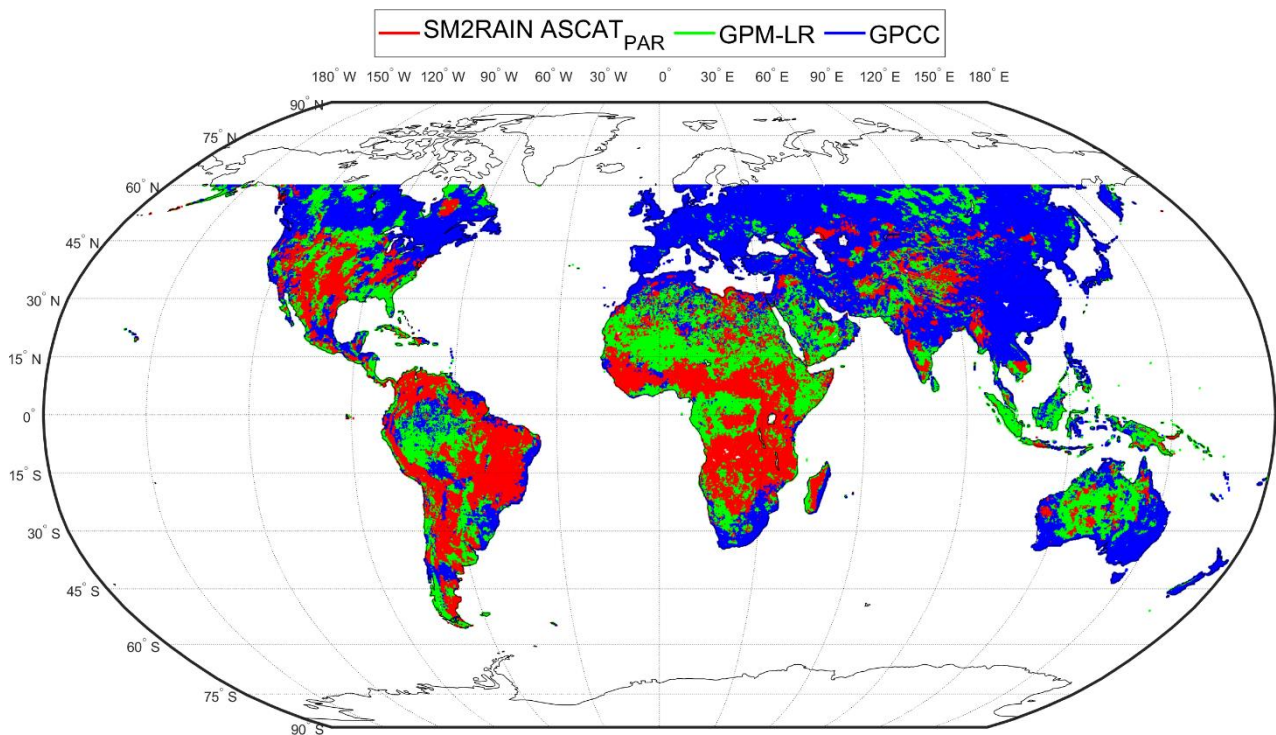 SM2RAIN ASCAT_PAR GPM-LR GPCC
180° W 150° W 120° W 90° W 60° W 30° W 0° 30° E 60° E 90° E 120° E 150° E 180° E
90° N
75° N
60° N
45° N
30° N
15° N
0°
15° S
30° S
45° S
60° S
75° S
90° S